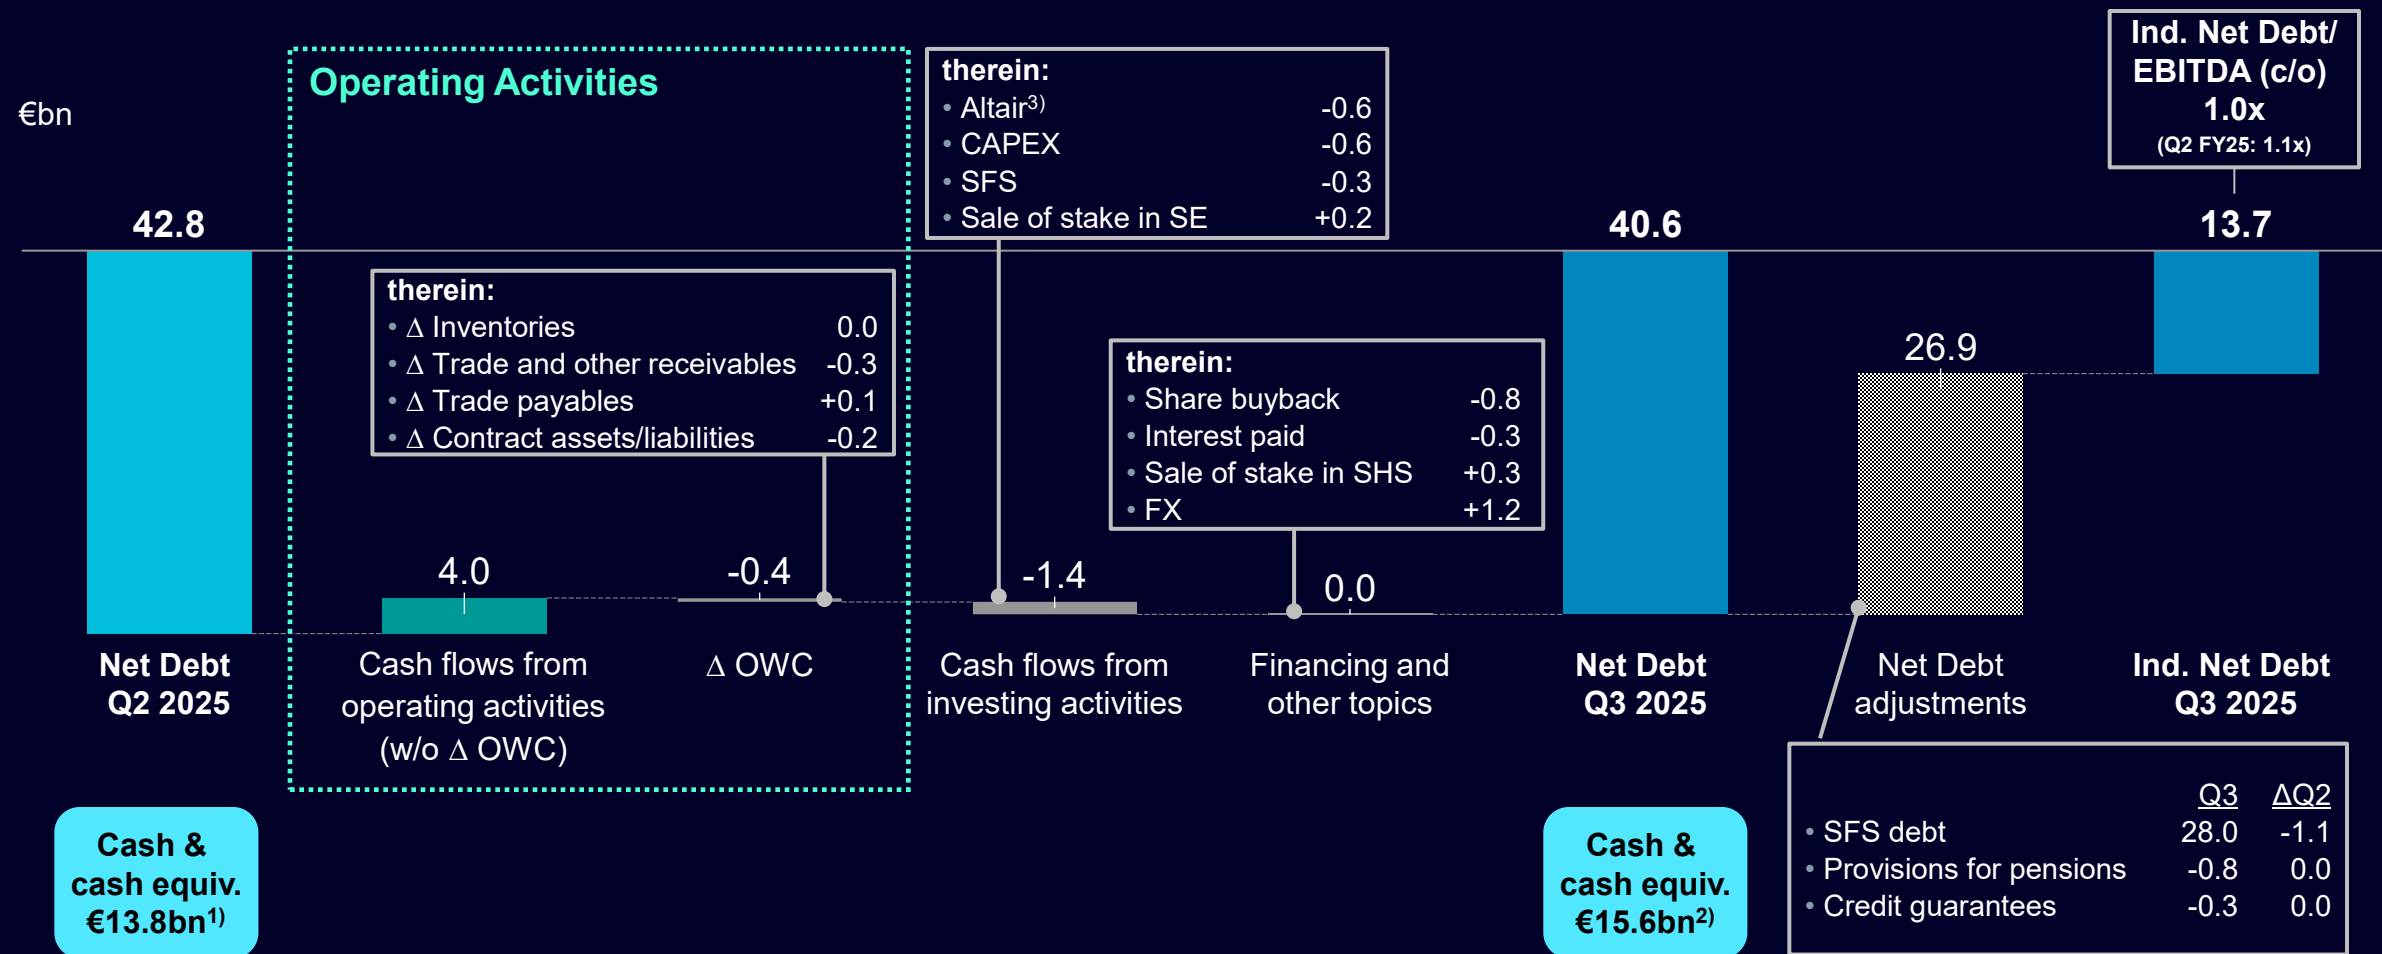 €bn
Operating Activities
therein:
• Altair3) -0.6
• CAPEX -0.6
• SFS -0.3
• Sale of stake in SE +0.2
Ind. Net Debt/
EBITDA (c/o)
1.0x
(Q2 FY25: 1.1x)
42.8
40.6
13.7
therein:
• Δ Inventories 0.0
• Δ Trade and other receivables -0.3
• Δ Trade payables +0.1
• Δ Contract assets/liabilities -0.2
therein:
• Share buyback -0.8
• Interest paid -0.3
• Sale of stake in SHS +0.3
• FX +1.2
26.9
4.0
-0.4
-1.4
0.0
Net Debt
Q2 2025
Cash flows from
operating activities
(w/o Δ OWC)
Δ OWC
Cash flows from
investing activities
Financing and
other topics
Net Debt
Q3 2025
Net Debt
adjustments
Ind. Net Debt
Q3 2025
Cash &
cash equiv.
€13.8bn1)
Cash &
cash equiv.
€15.6bn2)
Q3 ΔQ2
• SFS debt 28.0 -1.1
• Provisions for pensions -0.8 0.0
• Credit guarantees -0.3 0.0